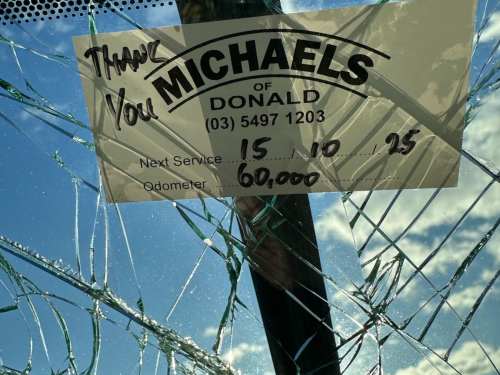 THANK
YOU
MICHAELS
OF
DONALD
(03) 5497 1203
Next Service 15 / 10 / 25
Odometer 60,000